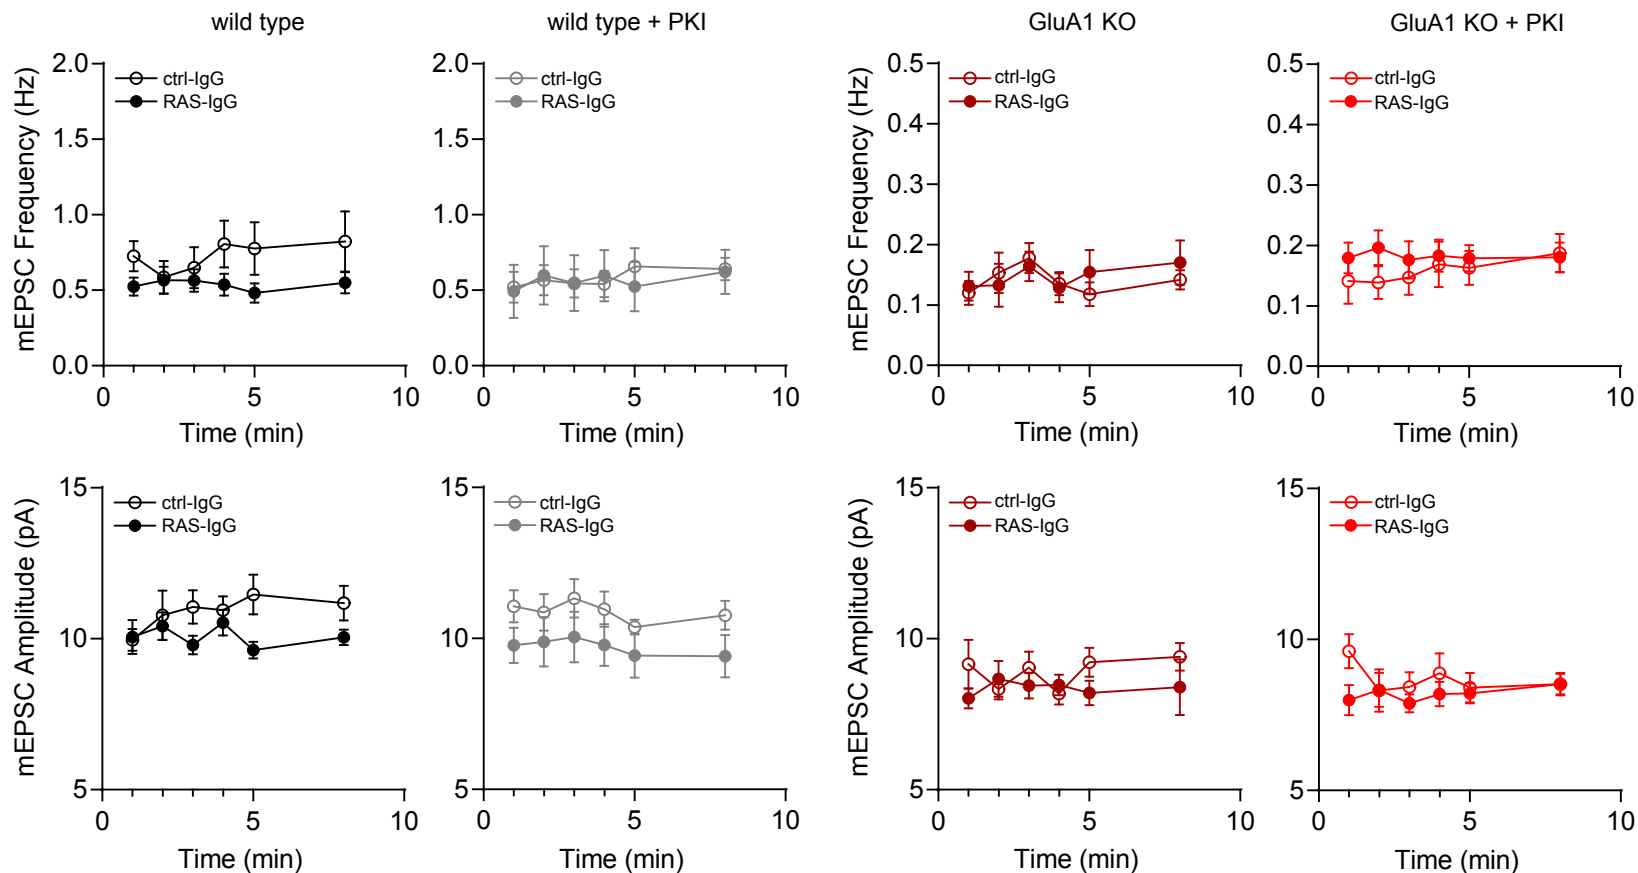 wild type
wild type + PKI
GluA1 KO
GluA1 KO + PKI
mEPSC Frequency (Hz)
2.0
1.5
1.0
0.5
0.0
ctrl-IgG
RAS-IgG
0
5
10
Time (min)
2.0
1.5
1.0
0.5
0.0
ctrl-IgG
RAS-IgG
0
5
10
Time (min)
mEPSC Frequency (Hz)
0.5
0.4
0.3
0.2
0.1
0.0
ctrl-IgG
RAS-IgG
0
5
10
Time (min)
0.5
0.4
0.3
0.2
0.1
0.0
ctrl-IgG
RAS-IgG
0
5
10
Time (min)
mEPSC Amplitude (pA)
15
10
5
ctrl-IgG
RAS-IgG
0
5
10
Time (min)
15
10
5
ctrl-IgG
RAS-IgG
0
5
10
Time (min)
mEPSC Amplitude (pA)
15
10
5
ctrl-IgG
RAS-IgG
0
5
10
Time (min)
15
10
5
ctrl-IgG
RAS-IgG
0
5
10
Time (min)